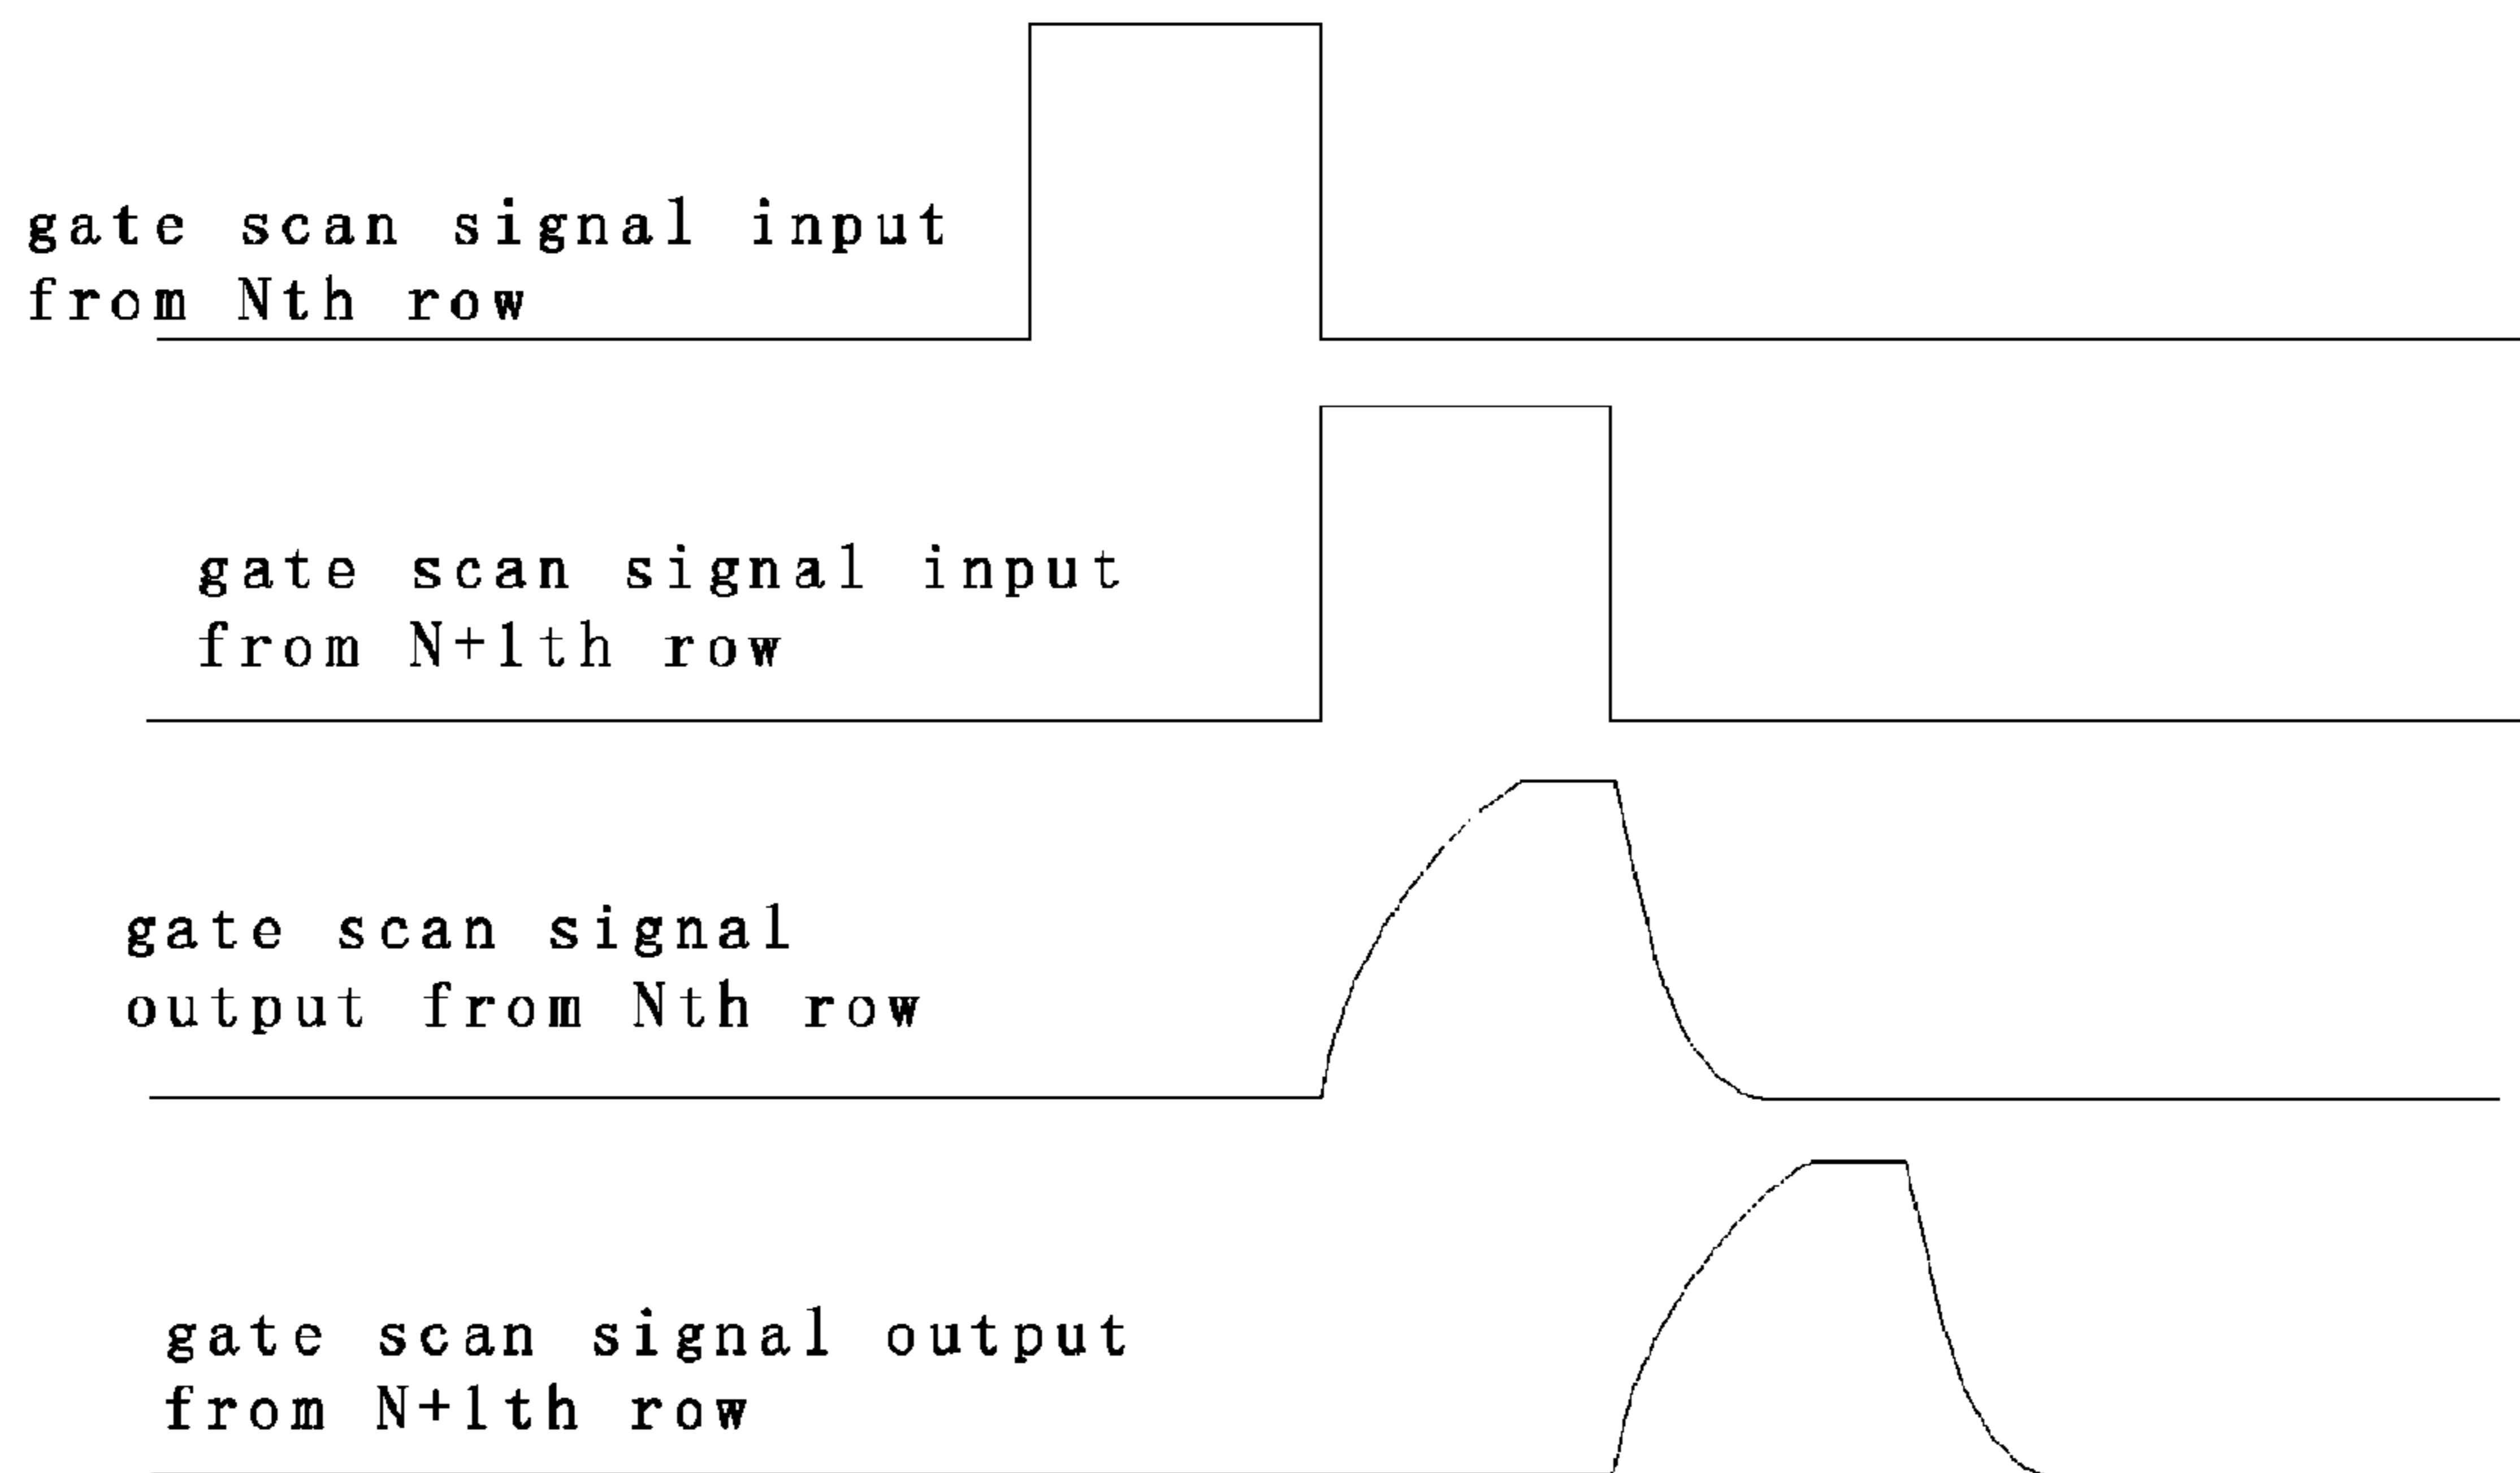 gate scan signal input
from Nth row
gate scan signal input
from N+1th row
gate scan signal
output from Nth row
gate scan signal output
from N+1th row